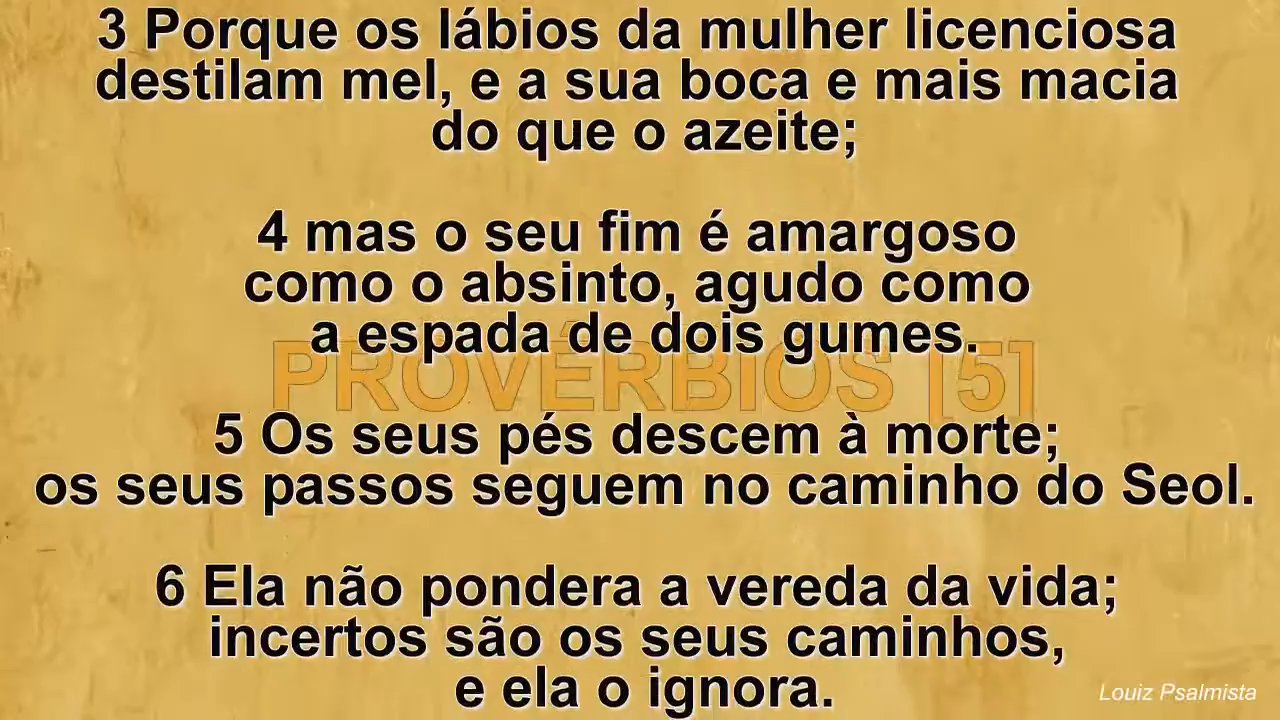 3 Porque os lábios da mulher licenciosa
destilam mel, e a sua boca e mais macia
do que o azeite;
4 mas o seu fim é amargoso
como o absinto, agudo como
a espada de dois gumes.
PROVÉRBIOS [5]
5 Os seus pés descem à morte;
os seus passos seguem no caminho do Seol.
6 Ela não pondera a vereda da vida;
incertos são os seus caminhos,
e ela o ignora.
Louiz Psalmista